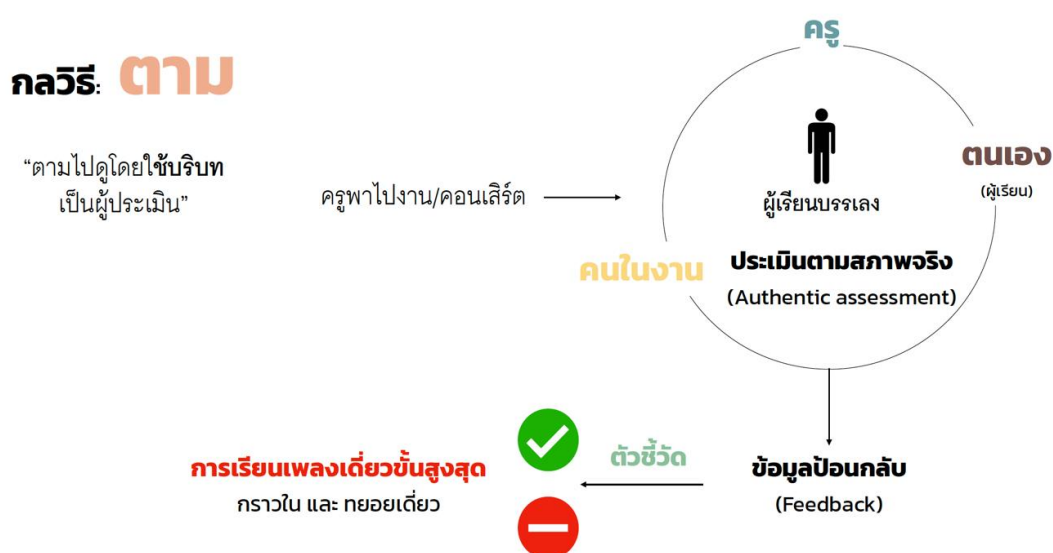 กลวิธี: ตาม
“ตามไปดูโดยใช้บริบท
เป็นผู้ประเมิน”
ครูพาไปงาน/คอนเสิร์ต
ครู
ตนเอง
(ผู้เรียน)
ผู้เรียนบรรเลง
คนในงาน
ประเมินตามสภาพจริง
(Authentic assessment)
ข้อมูลป้อนกลับ
(Feedback)
ตัวชี้วัด
การเรียนเพลงเดี่ยวขั้นสูงสุด
กราวใน และ ทยอยเดี่ยว